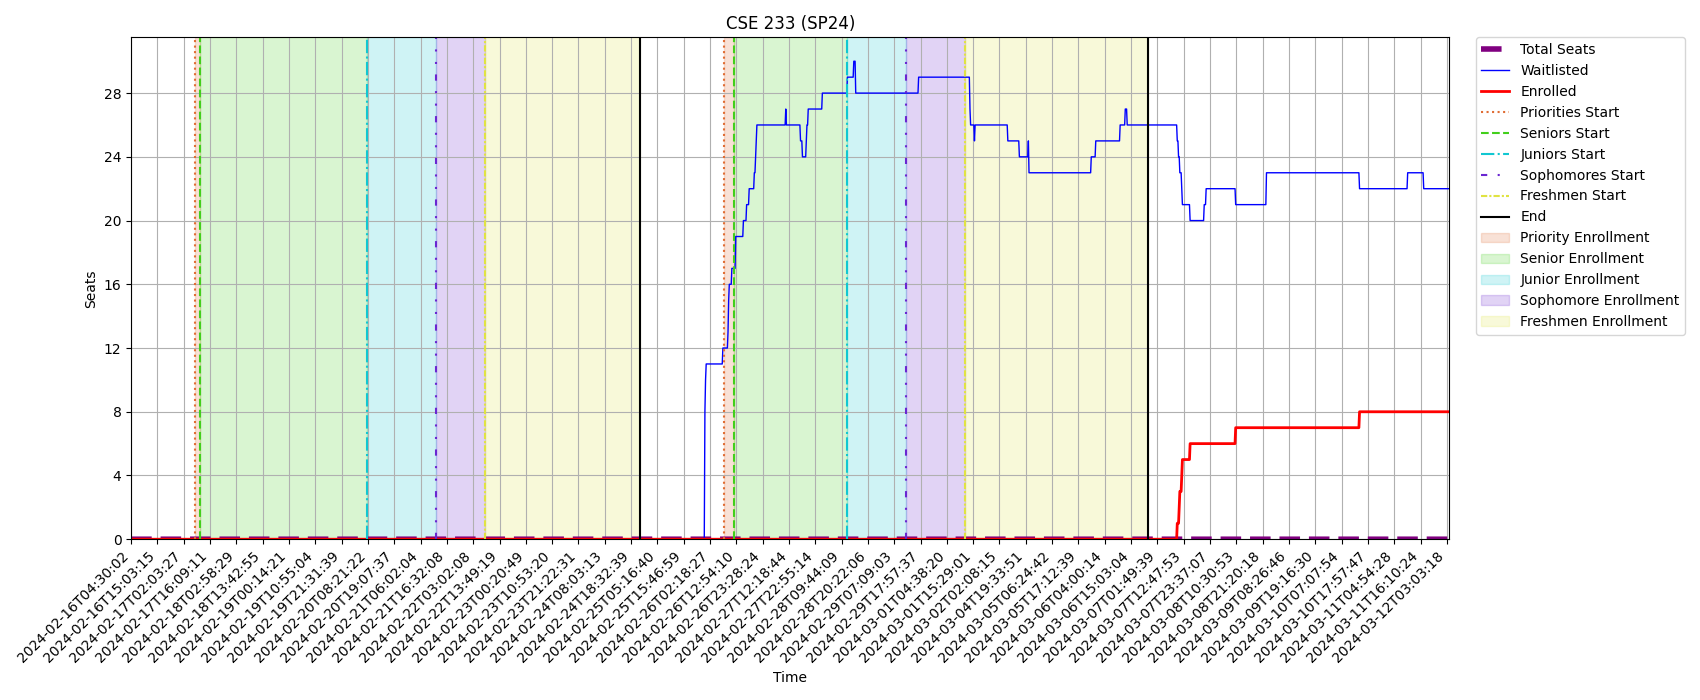 CSE 233 (SP24)
Seats
28
24
20
16
12
8
4
0
2024-02-16T04:30:02
2024-02-16T15:03:15
2024-02-17T02:03:27
2024-02-17T16:09:11
2024-02-18T02:58:29
2024-02-18T13:42:55
2024-02-19T00:14:21
2024-02-19T10:55:04
2024-02-19T21:31:39
2024-02-20T08:21:22
2024-02-20T19:07:37
2024-02-21T06:02:04
2024-02-21T16:32:08
2024-02-22T03:02:08
2024-02-22T13:49:19
2024-02-23T00:20:49
2024-02-23T10:53:20
2024-02-23T21:22:31
2024-02-24T08:03:13
2024-02-24T18:32:39
2024-02-25T05:16:40
2024-02-25T15:46:59
2024-02-26T02:18:27
2024-02-26T12:54:10
2024-02-26T23:28:24
2024-02-27T12:18:44
2024-02-27T22:55:14
2024-02-28T09:44:09
2024-02-28T20:22:06
2024-02-29T07:09:03
2024-02-29T17:57:37
2024-03-01T04:38:20
2024-03-01T15:29:01
2024-03-02T02:08:15
2024-03-04T19:33:51
2024-03-05T06:24:42
2024-03-05T17:12:39
2024-03-06T04:00:14
2024-03-06T15:03:04
2024-03-07T01:49:39
2024-03-07T12:47:53
2024-03-07T23:37:07
2024-03-08T10:30:53
2024-03-08T21:20:18
2024-03-09T08:26:46
2024-03-09T19:16:30
2024-03-10T07:07:54
2024-03-10T17:57:47
2024-03-11T04:54:28
2024-03-11T16:10:24
2024-03-12T03:03:18
Time
Total Seats
Waitlisted
Enrolled
Priorities Start
Seniors Start
Juniors Start
Sophomores Start
Freshmen Start
End
Priority Enrollment
Senior Enrollment
Junior Enrollment
Sophomore Enrollment
Freshmen Enrollment